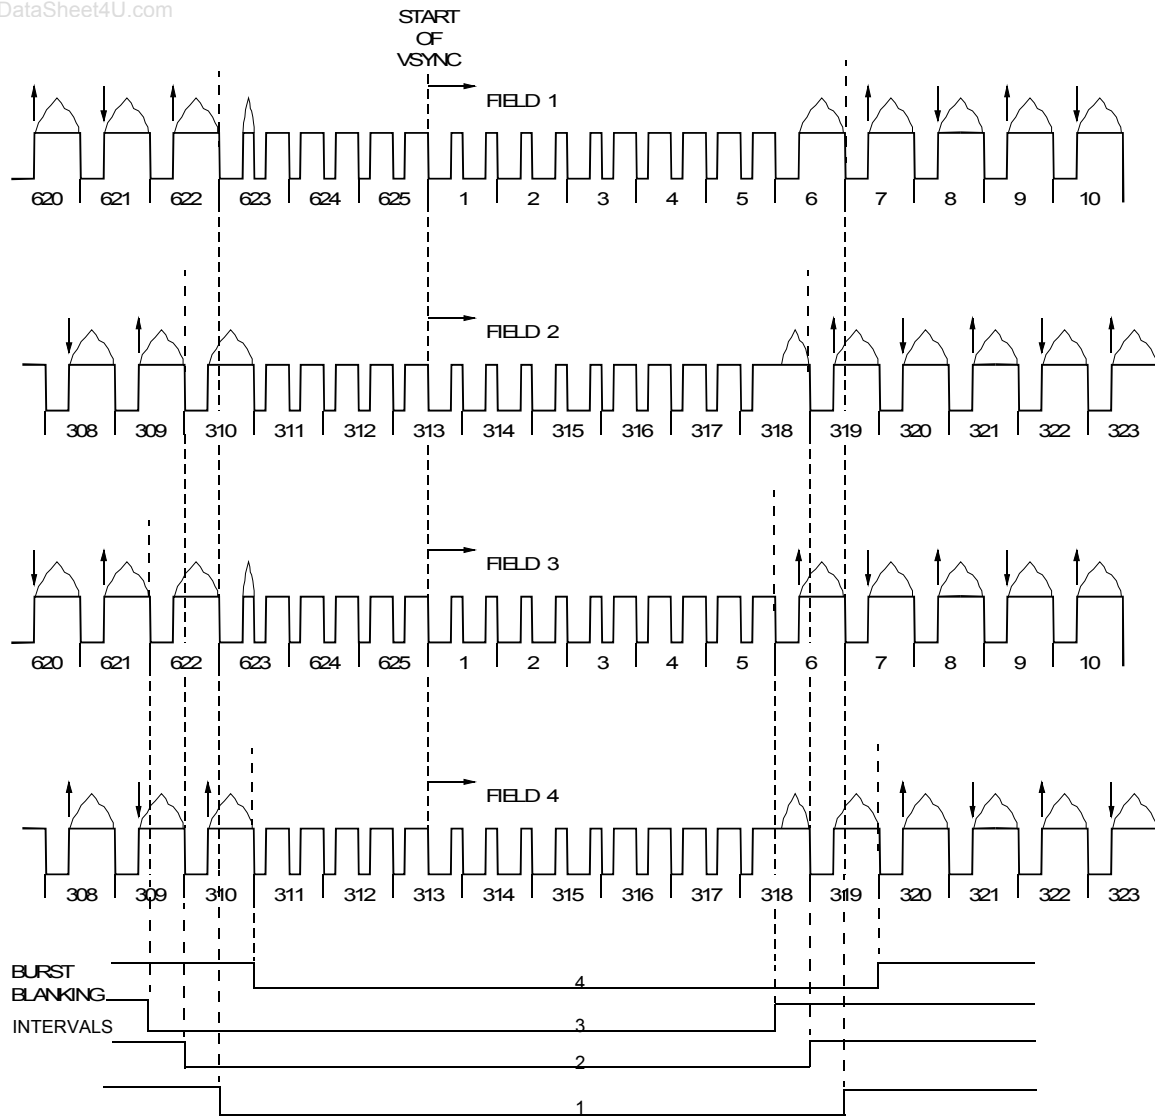 DataSheet4U.com
START
OF
VSYNC
FIELD 1
620 621 622 623 624 625 1 2 3 4 5 6 7 8 9 10
FIELD 2
308 309 310 311 312 313 314 315 316 317 318 319 320 321 322 323
FIELD 3
620 621 622 623 624 625 1 2 3 4 5 6 7 8 9 10
FIELD 4
308 309 310 311 312 313 314 315 316 317 318 319 320 321 322 323
BURST
BLANKING
INTERVALS
4
3
2
1